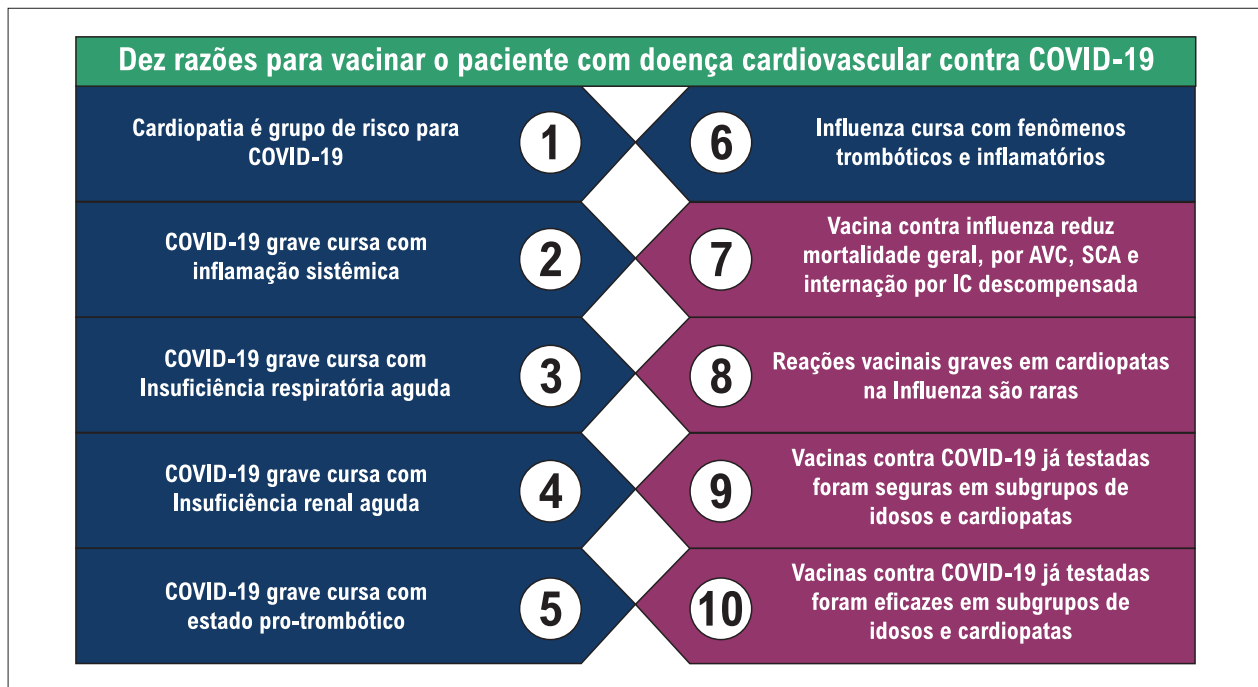 Dez razões para vacinar o paciente com doença cardiovascular contra COVID-19
Cardiopatia é grupo de risco para
COVID-19
1
COVID-19 grave cursa com
inflamação sistêmica
2
COVID-19 grave cursa com
Insuficiência respiratória aguda
3
COVID-19 grave cursa com
Insuficiência renal aguda
4
COVID-19 grave cursa com
estado pro-trombótico
5
6
Influenza cursa com fenômenos
trombóticos e inflamatórios
7
Vacina contra influenza reduz
mortalidade geral, por AVC, SCA e
internação por IC descompensada
8
Reações vacinais graves em cardiopatas
na Influenza são raras
9
Vacinas contra COVID-19 já testadas
foram seguras em subgrupos de
idosos e cardiopatas
10
Vacinas contra COVID-19 já testadas
foram eficazes em subgrupos de
idosos e cardiopatas